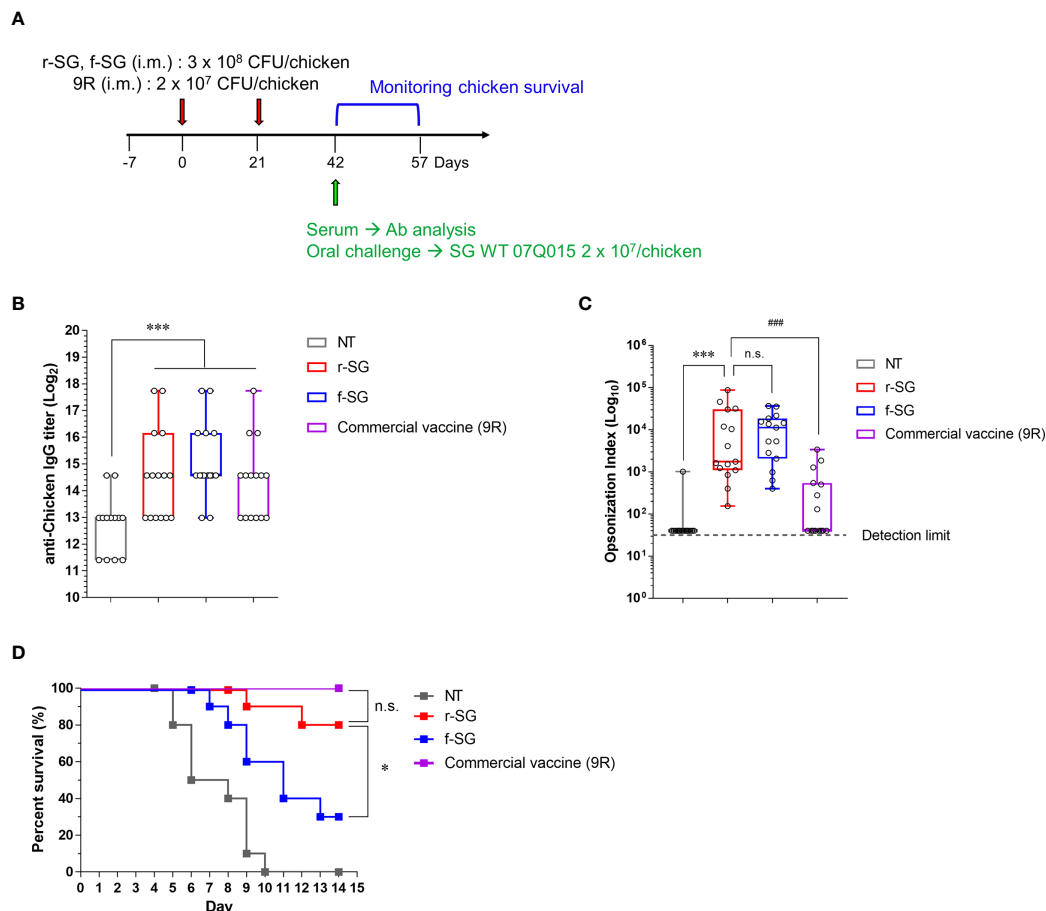 A
r-SG, f-SG (i.m.) : 3 x 10⁸ CFU/chicken
9R (i.m.) : 2 x 10⁷ CFU/chicken
Monitoring chicken survival
-7 0 21 42 57 Days
Serum → Ab analysis
Oral challenge → SG WT 07Q015 2 x 10⁷/chicken
B
anti-Chicken IgG titer (Log₂)
20
19
18
17
16
15
14
13
12
11
10
***
NT
r-SG
f-SG
Commercial vaccine (9R)
C
Opsonization Index (Log₁₀)
10⁶
10⁵
10⁴
10³
10²
10¹
10⁰
###
*** n.s.
NT
r-SG
f-SG
Commercial vaccine (9R)
Detection limit
D
Percent survival (%)
100
80
60
40
20
0
0 1 2 3 4 5 6 7 8 9 10 11 12 13 14 15
Day
n.s.
*
NT
r-SG
f-SG
Commercial vaccine (9R)